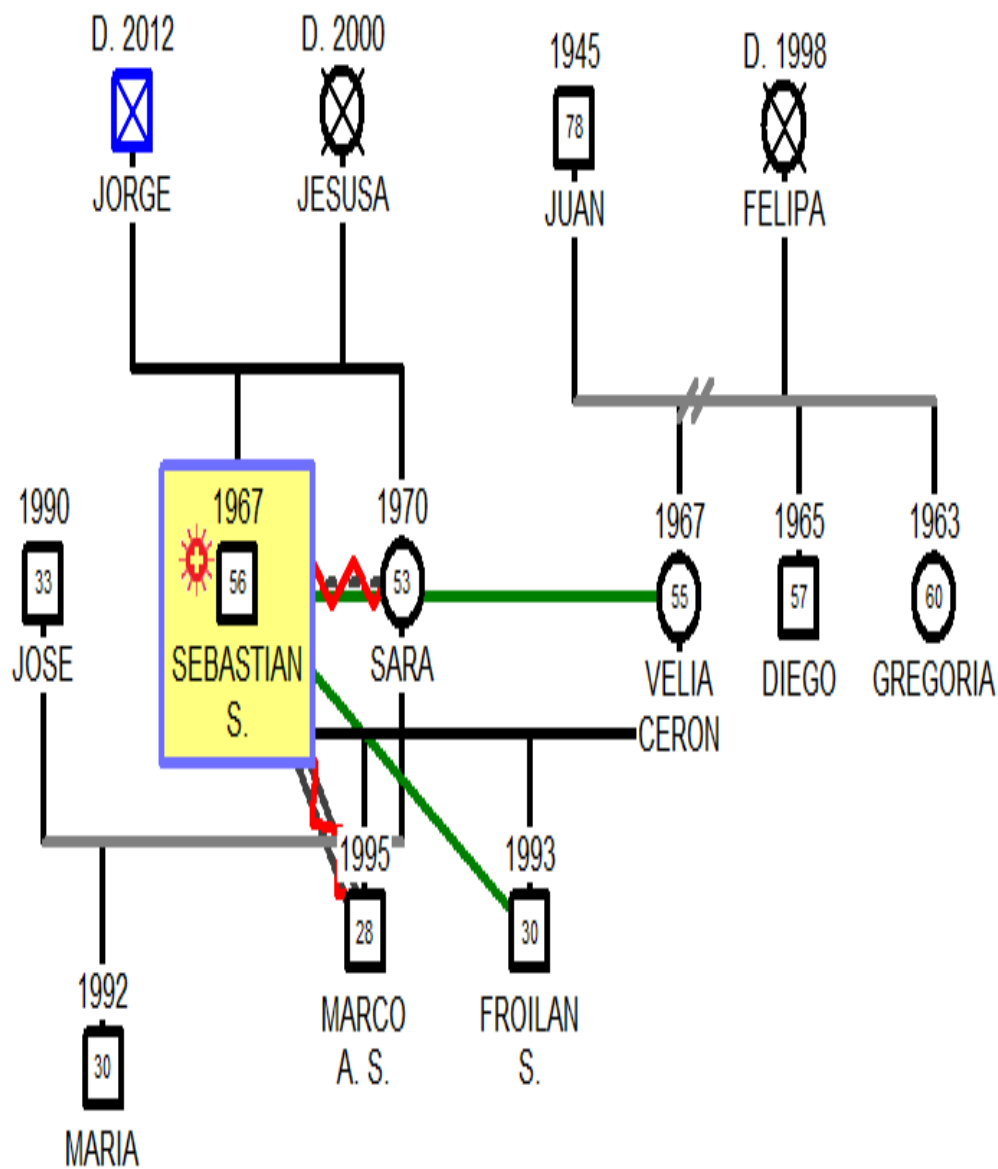 D. 2012
D. 2000
1945
D. 1998
78
JORGE
JESUSA
JUAN
FELIPA
1990
1967
1970
1967
1965
1963
33
56
53
55
57
60
JOSE
SEBASTIAN
S.
SARA
VELIA
CERON
DIEGO
GREGORIA
1995
1993
28
30
MARCO
A. S.
FROILAN
S.
1992
30
MARIA